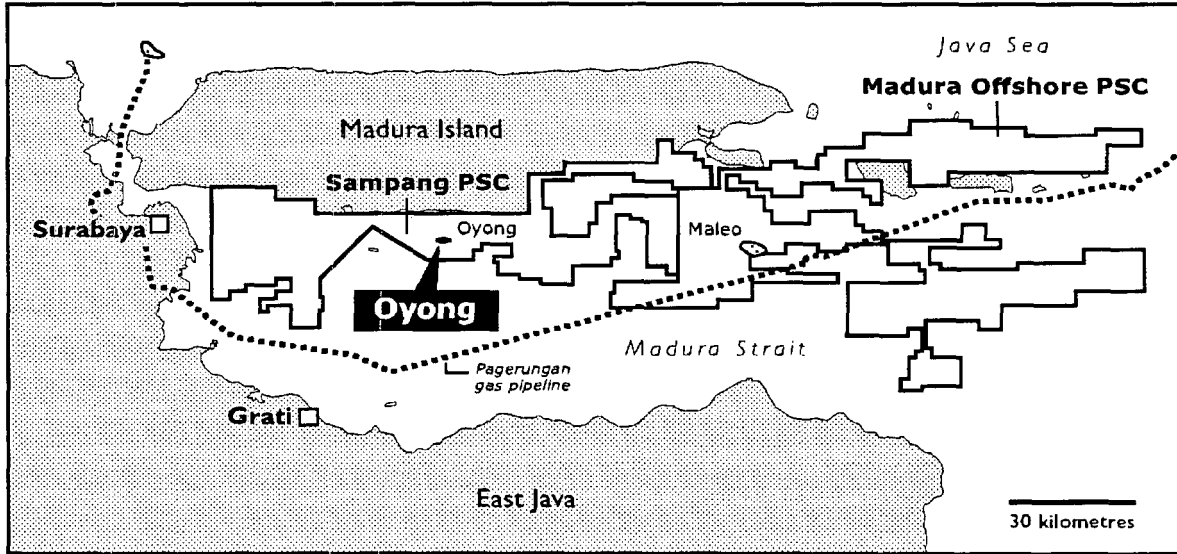 Java Sea
Madura Offshore PSC
Madura Island
Sampang PSC
Surabaya
Oyong
Maleo
Oyong
Madura Strait
Pagerungan
gas pipeline
Grati
East Java
30 kilometres